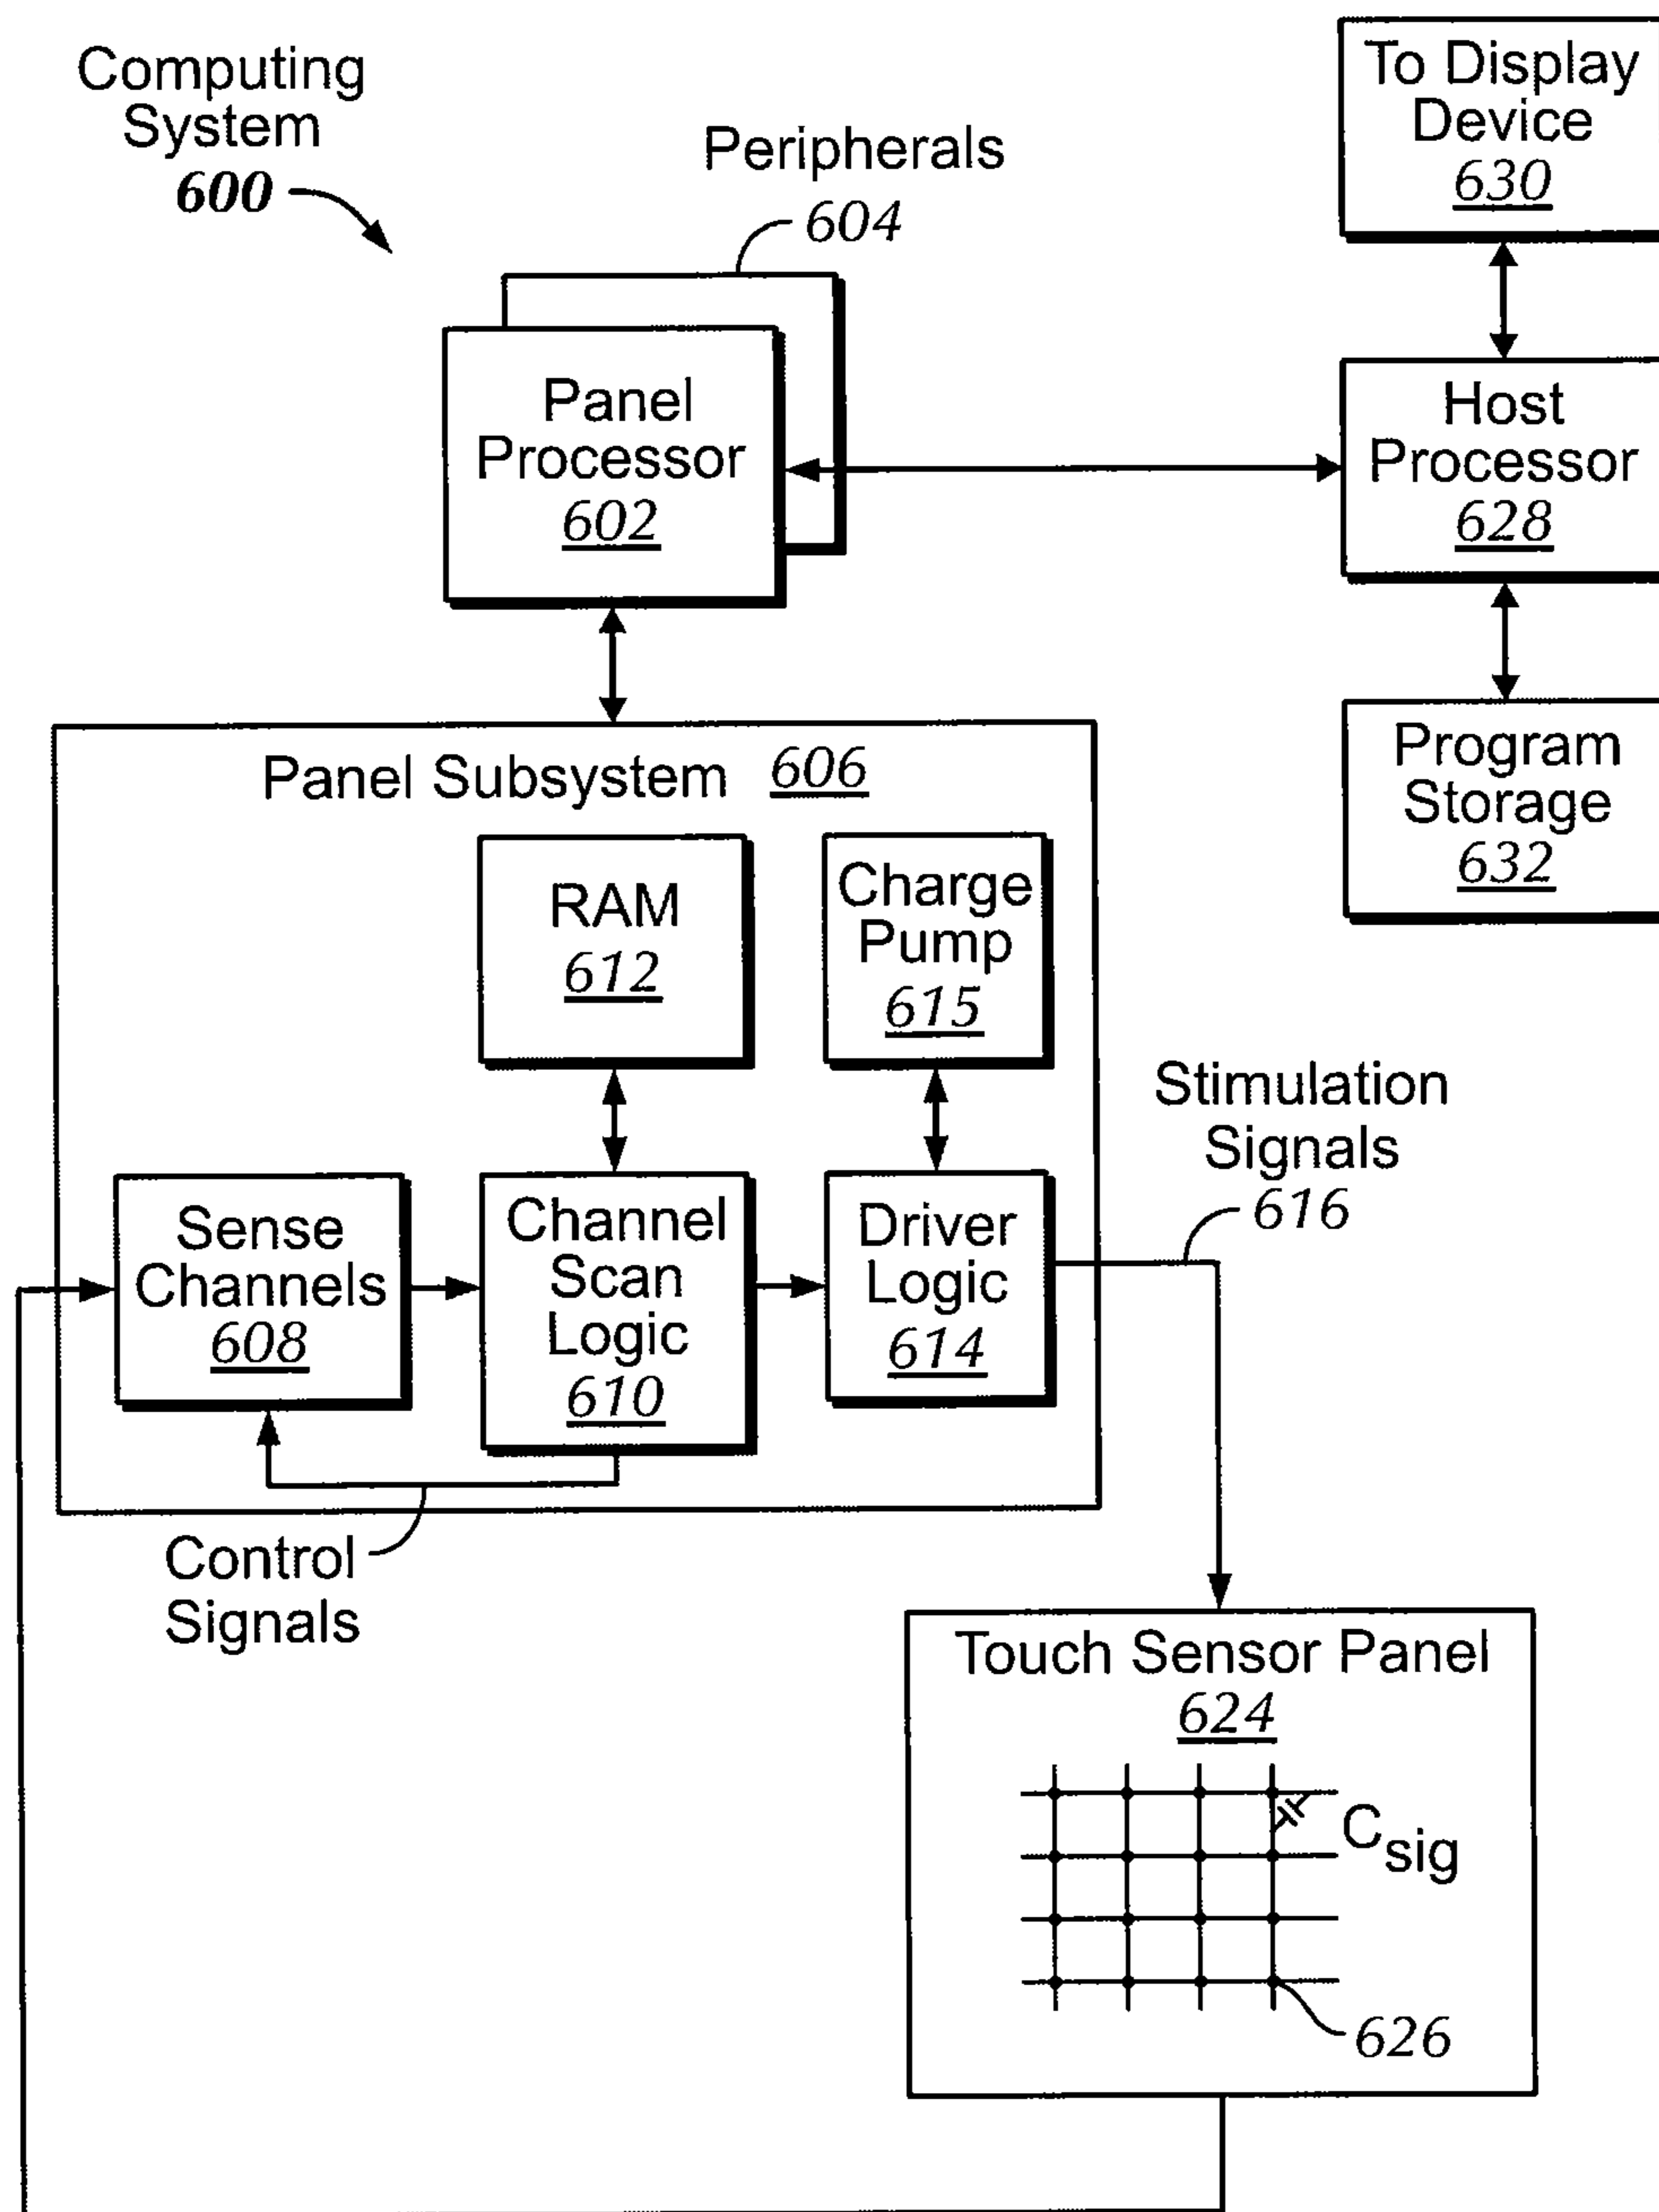 Computing
System
600
Peripherals
604
To Display
Device
630
Panel
Processor
602
Host
Processor
628
Program
Storage
632
Panel Subsystem 606
RAM
612
Charge
Pump
615
Stimulation
Signals
616
Sense
Channels
608
Channel
Scan
Logic
610
Driver
Logic
614
Control
Signals
Touch Sensor Panel
624
Csig
626